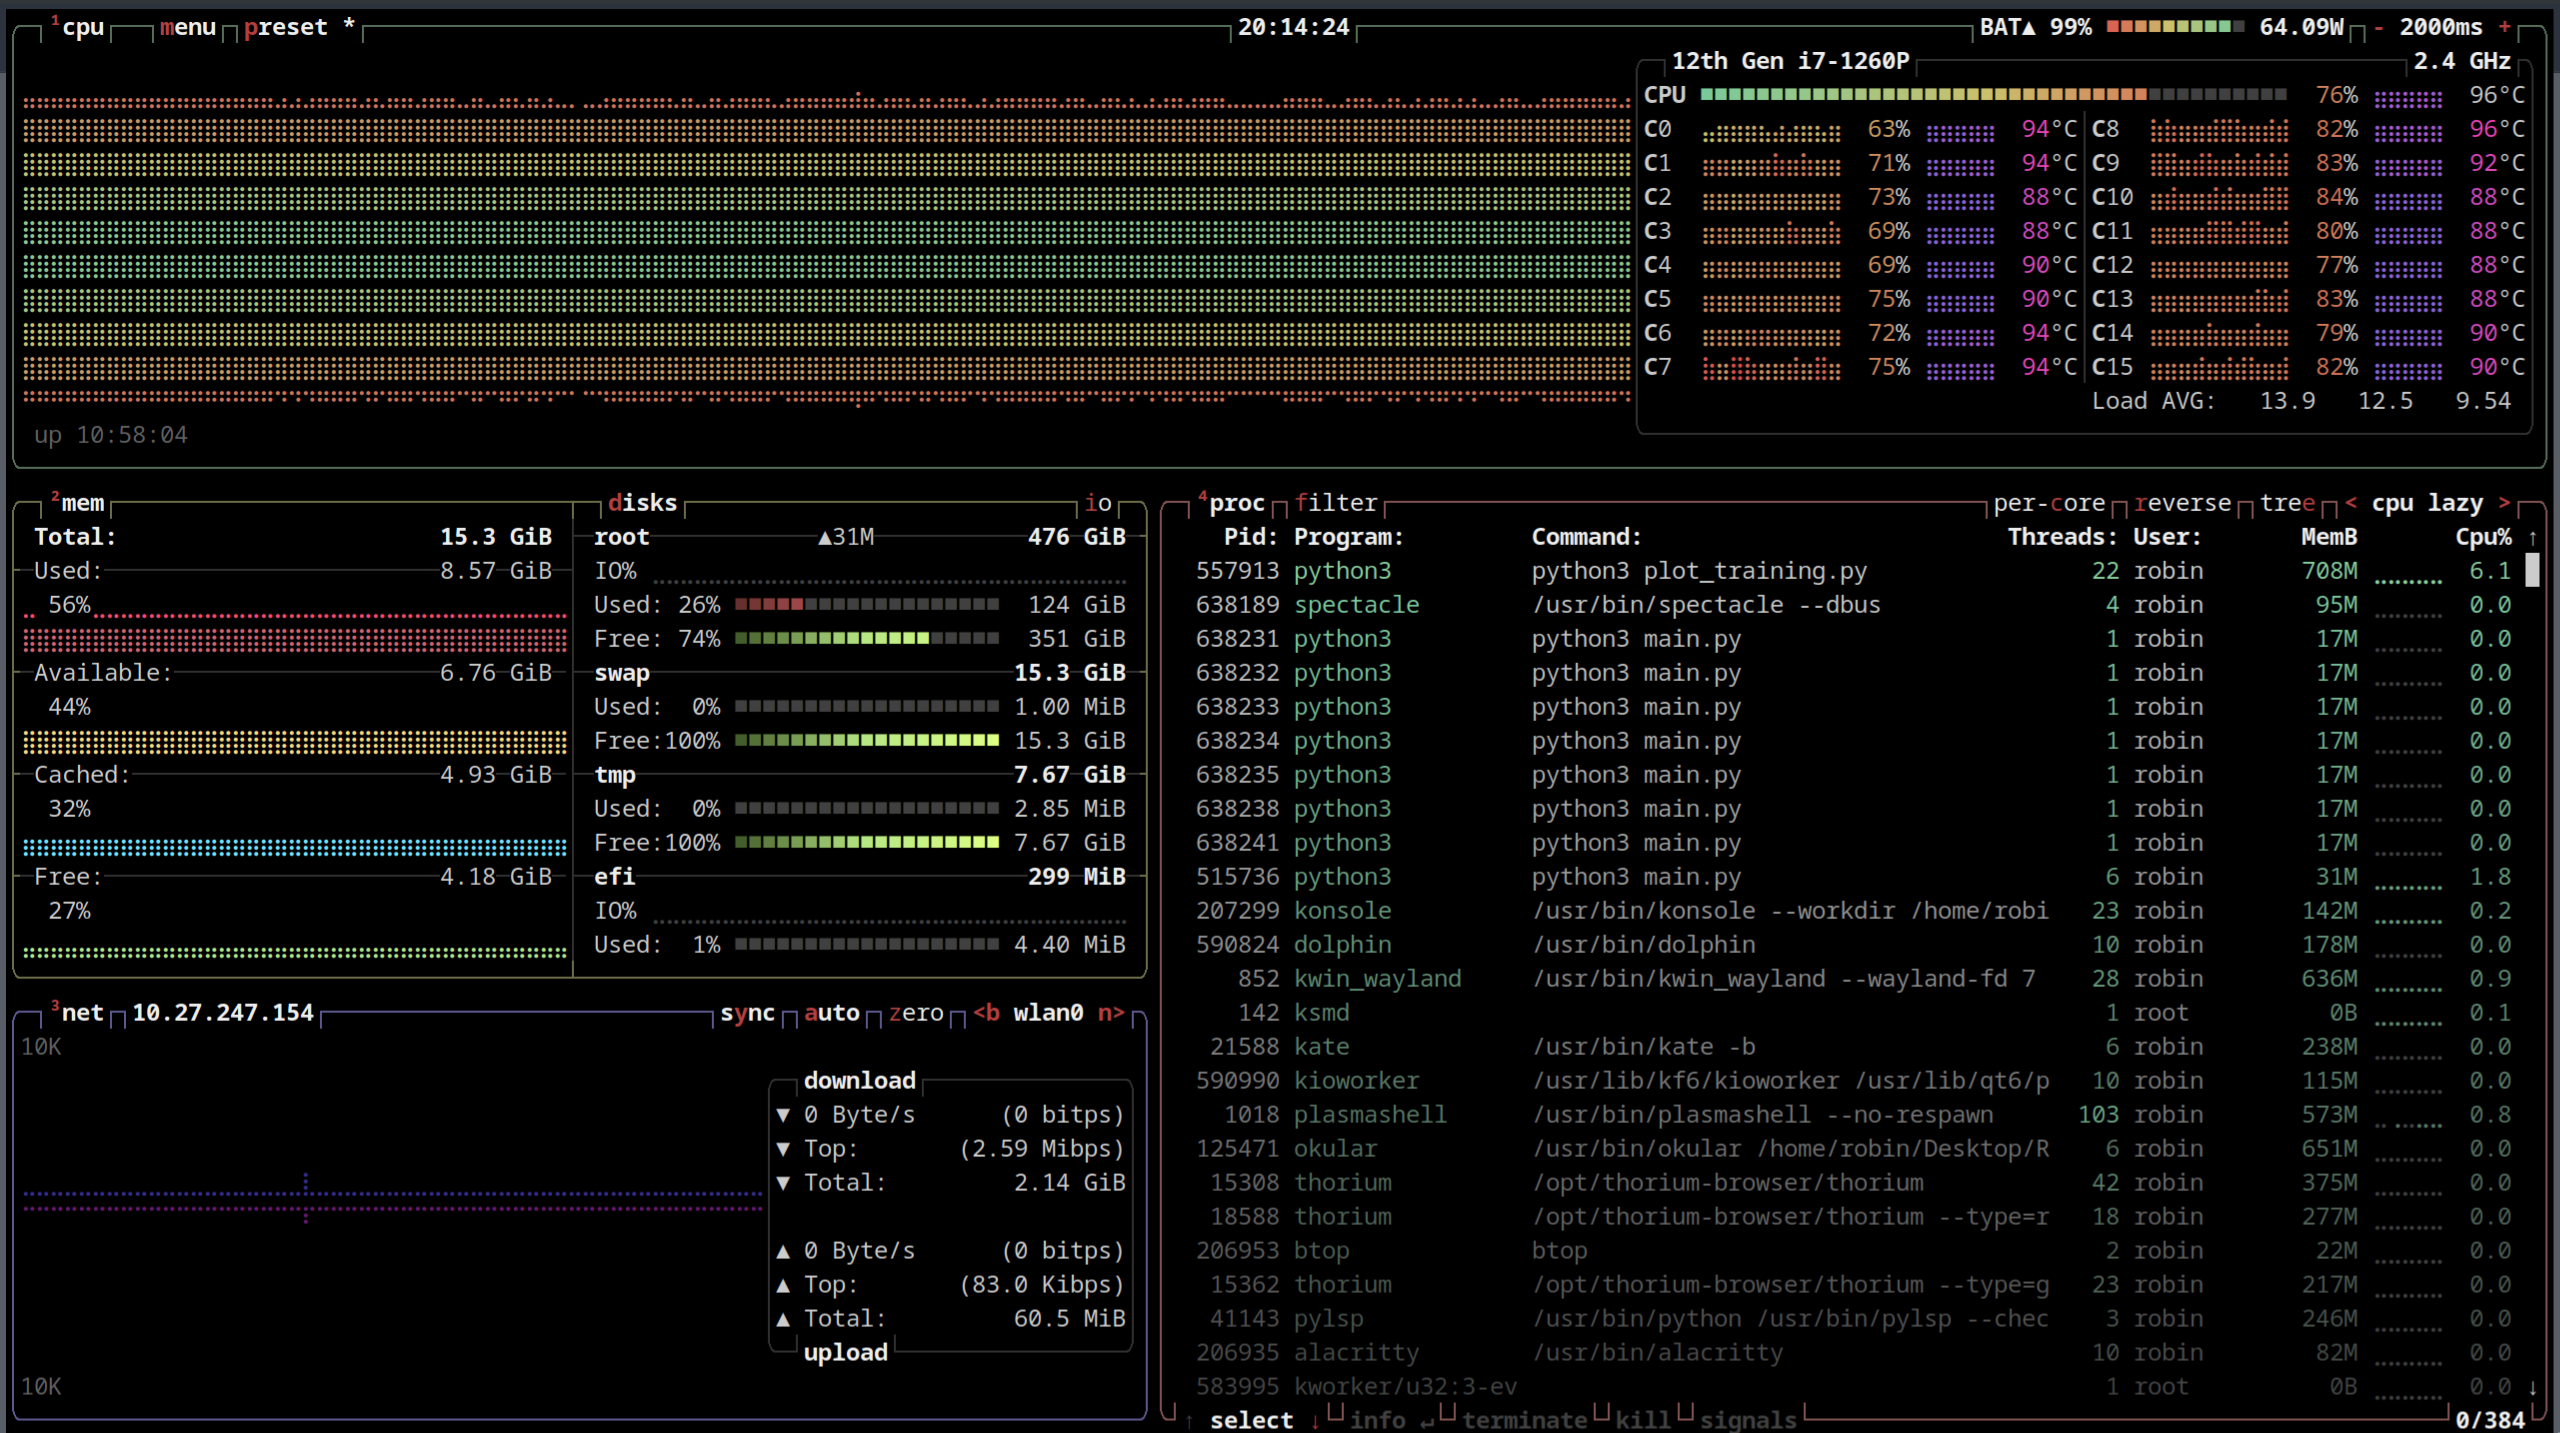 ¹cpu menu preset * 20:14:24 BAT▲ 99% 64.09W - 2000ms +
12th Gen i7-1260P 2.4 GHz
CPU 76% 96°C
C0 63% 94°C C8 82% 96°C
C1 71% 94°C C9 83% 92°C
C2 73% 88°C C10 84% 88°C
C3 69% 88°C C11 80% 88°C
C4 69% 90°C C12 77% 88°C
C5 75% 90°C C13 83% 88°C
C6 72% 94°C C14 79% 90°C
C7 75% 94°C C15 82% 90°C
Load AVG: 13.9 12.5 9.54
up 10:58:04
²mem
Total: 15.3 GiB
Used: 8.57 GiB
56%
Available: 6.76 GiB
44%
Cached: 4.93 GiB
32%
Free: 4.18 GiB
27%
disks io
root ▲31M 476 GiB
IO%
Used: 26% 124 GiB
Free: 74% 351 GiB
swap 15.3 GiB
Used: 0% 1.00 MiB
Free:100% 15.3 GiB
tmp 7.67 GiB
Used: 0% 2.85 MiB
Free:100% 7.67 GiB
efi 299 MiB
IO%
Used: 1% 4.40 MiB
³net 10.27.247.154 sync auto zero <b wlan0 n>
10K
download
▼ 0 Byte/s (0 bitps)
▼ Top: (2.59 Mibps)
▼ Total: 2.14 GiB
▲ 0 Byte/s (0 bitps)
▲ Top: (83.0 Kibps)
▲ Total: 60.5 MiB
upload
10K
⁴proc filter per-core reverse tree < cpu lazy >
Pid: Program: Command: Threads: User: MemB Cpu% ↑
557913 python3 python3 plot_training.py 22 robin 708M 6.1
638189 spectacle /usr/bin/spectacle --dbus 4 robin 95M 0.0
638231 python3 python3 main.py 1 robin 17M 0.0
638232 python3 python3 main.py 1 robin 17M 0.0
638233 python3 python3 main.py 1 robin 17M 0.0
638234 python3 python3 main.py 1 robin 17M 0.0
638235 python3 python3 main.py 1 robin 17M 0.0
638238 python3 python3 main.py 1 robin 17M 0.0
638241 python3 python3 main.py 1 robin 17M 0.0
515736 python3 python3 main.py 6 robin 31M 1.8
207299 konsole /usr/bin/konsole --workdir /home/robi 23 robin 142M 0.2
590824 dolphin /usr/bin/dolphin 10 robin 178M 0.0
852 kwin_wayland /usr/bin/kwin_wayland --wayland-fd 7 28 robin 636M 0.9
142 ksmd 1 root 0B 0.1
21588 kate /usr/bin/kate -b 6 robin 238M 0.0
590990 kioworker /usr/lib/kf6/kioworker /usr/lib/qt6/p 10 robin 115M 0.0
1018 plasmashell /usr/bin/plasmashell --no-respawn 103 robin 573M 0.8
125471 okular /usr/bin/okular /home/robin/Desktop/R 6 robin 651M 0.0
15308 thorium /opt/thorium-browser/thorium 42 robin 375M 0.0
18588 thorium /opt/thorium-browser/thorium --type=r 18 robin 277M 0.0
206953 btop btop 2 robin 22M 0.0
15362 thorium /opt/thorium-browser/thorium --type=g 23 robin 217M 0.0
41143 pylsp /usr/bin/python /usr/bin/pylsp --chec 3 robin 246M 0.0
206935 alacritty /usr/bin/alacritty 10 robin 82M 0.0
583995 kworker/u32:3-ev 1 root 0B 0.0 ↓
↑ select ↓ info ↵ terminate kill signals 0/384